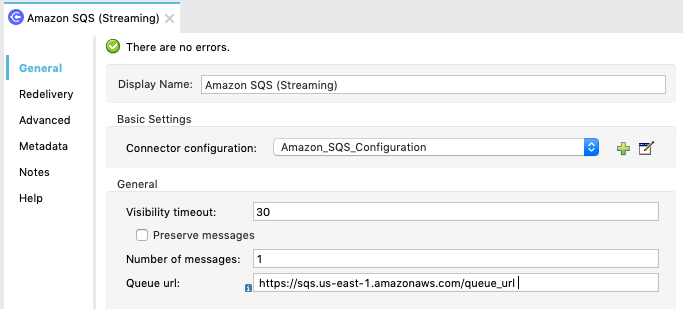 Amazon SQS (Streaming)
There are no errors.
General
Redelivery
Advanced
Metadata
Notes
Help
Display Name: Amazon SQS (Streaming)
Basic Settings
Connector configuration: Amazon_SQS_Configuration
General
Visibility timeout: 30
Preserve messages
Number of messages: 1
Queue url: https://sqs.us-east-1.amazonaws.com/queue_url